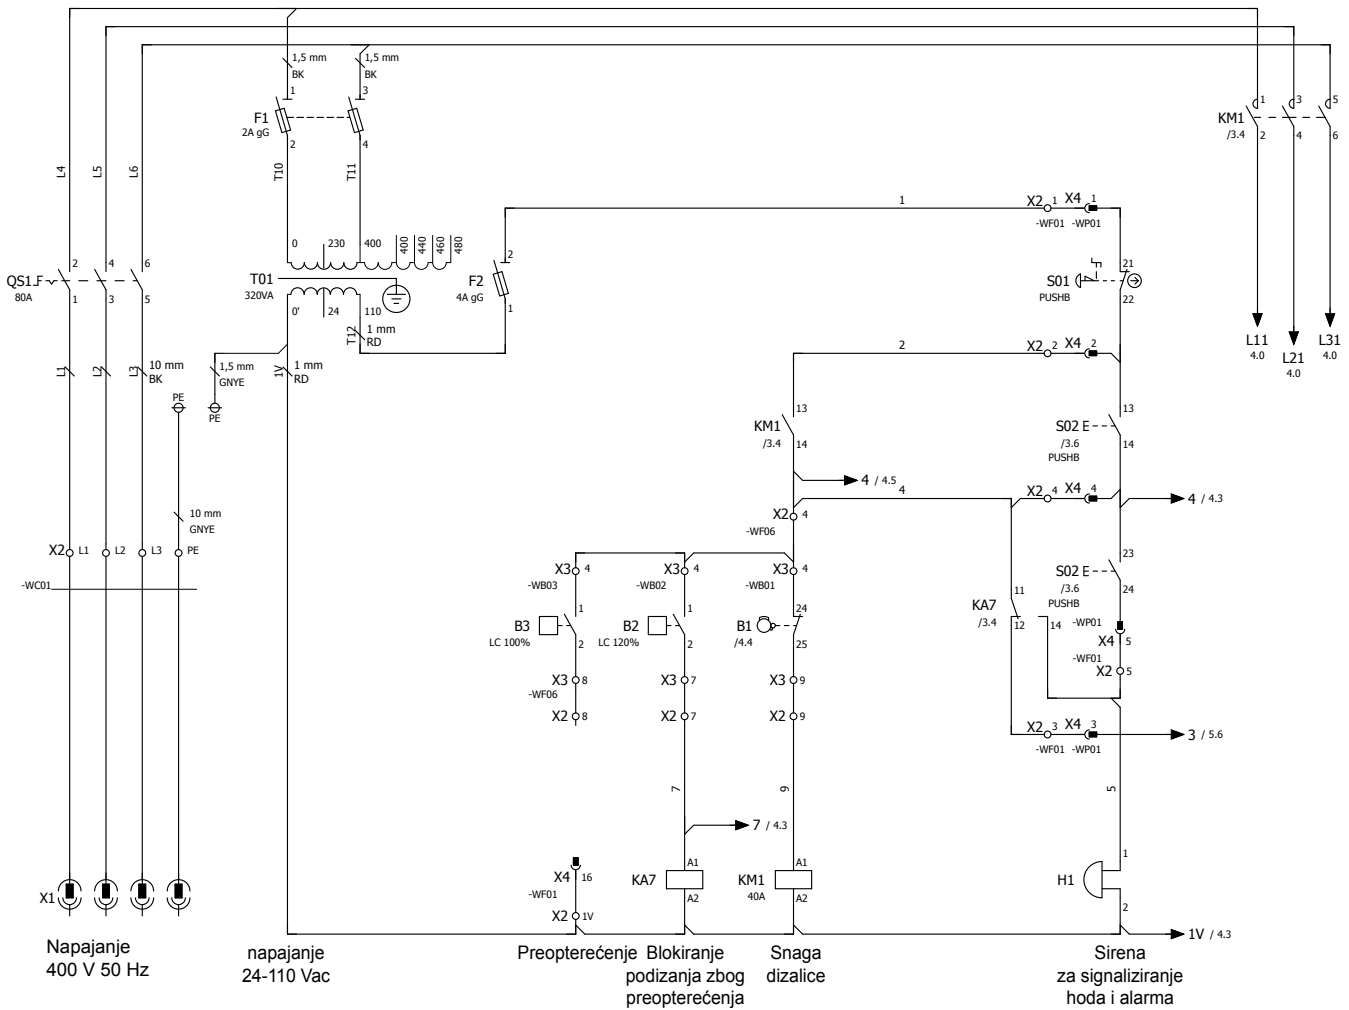 1,5 mm
BK
1,5 mm
BK
1
3
F1
2A gG
2
4
T10
T11
KM1
/3.4
1
3
5
2
4
6
L4
L5
L6
1
X2
1
X4
1
-WF01
-WP01
0
230
400
400
440
460
480
QS1
80A
2
4
6
1
3
5
T01
320VA
0'
24
110
F2
4A gG
2
1
S01
PUSHB
21
22
T12
1 mm
RD
L11
4.0
L21
4.0
L31
4.0
2
X2
2
X4
2
L1
L2
L3
10 mm
BK
1,5 mm
GNYE
1V
1 mm
RD
PE
PE
KM1
/3.4
13
14
S02 E
/3.6
PUSHB
13
14
4 / 4.5
4
X2
4
X4
4
4 / 4.3
10 mm
GNYE
X2
4
-WF06
X2
L1
L2
L3
PE
-WC01
X3
4
-WB03
X3
4
-WB02
X3
4
-WB01
S02 E
/3.6
PUSHB
23
24
B3
LC 100%
1
2
B2
LC 120%
1
2
B1
/4.4
24
25
KA7
/3.4
11
12
14
-WP01
X4
5
-WF01
X2
5
X3
8
-WF06
X2
8
X3
7
X2
7
X3
9
X2
9
X2
3
X4
3
-WF01
-WP01
3 / 5.6
7
9
5
7 / 4.3
X1
X4
16
-WF01
X2
1V
KA7
A1
A2
KM1
40A
A1
A2
H1
1
2
1V / 4.3
Napajanje
400 V 50 Hz
napajanje
24-110 Vac
Preopterećenje
Blokiranje
podizanja zbog
preopterećenja
Snaga
dizalice
Sirena
za signaliziranje
hoda i alarma